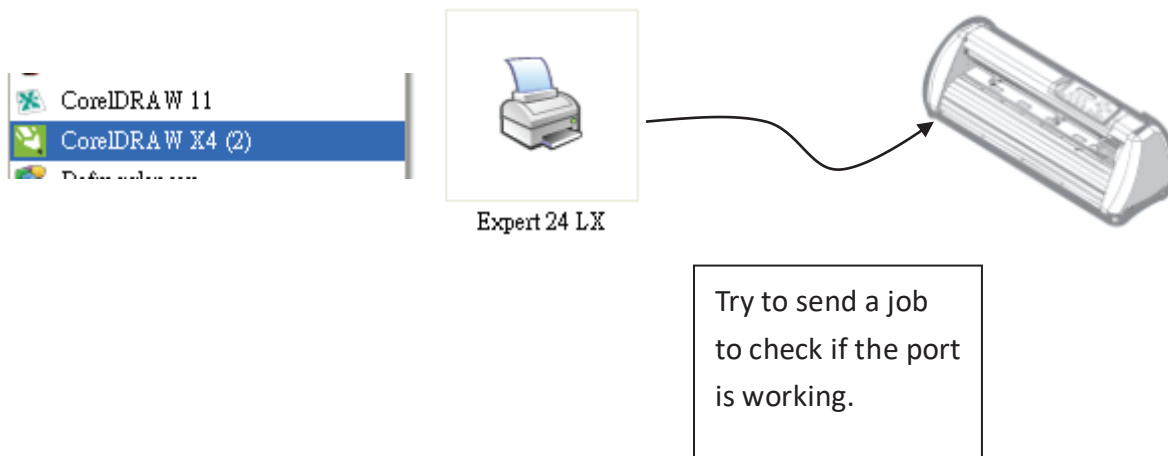 CorelDRAW 11
CorelDRAW X4 (2)
Expert 24 LX
Try to send a job
to check if the port
is working.